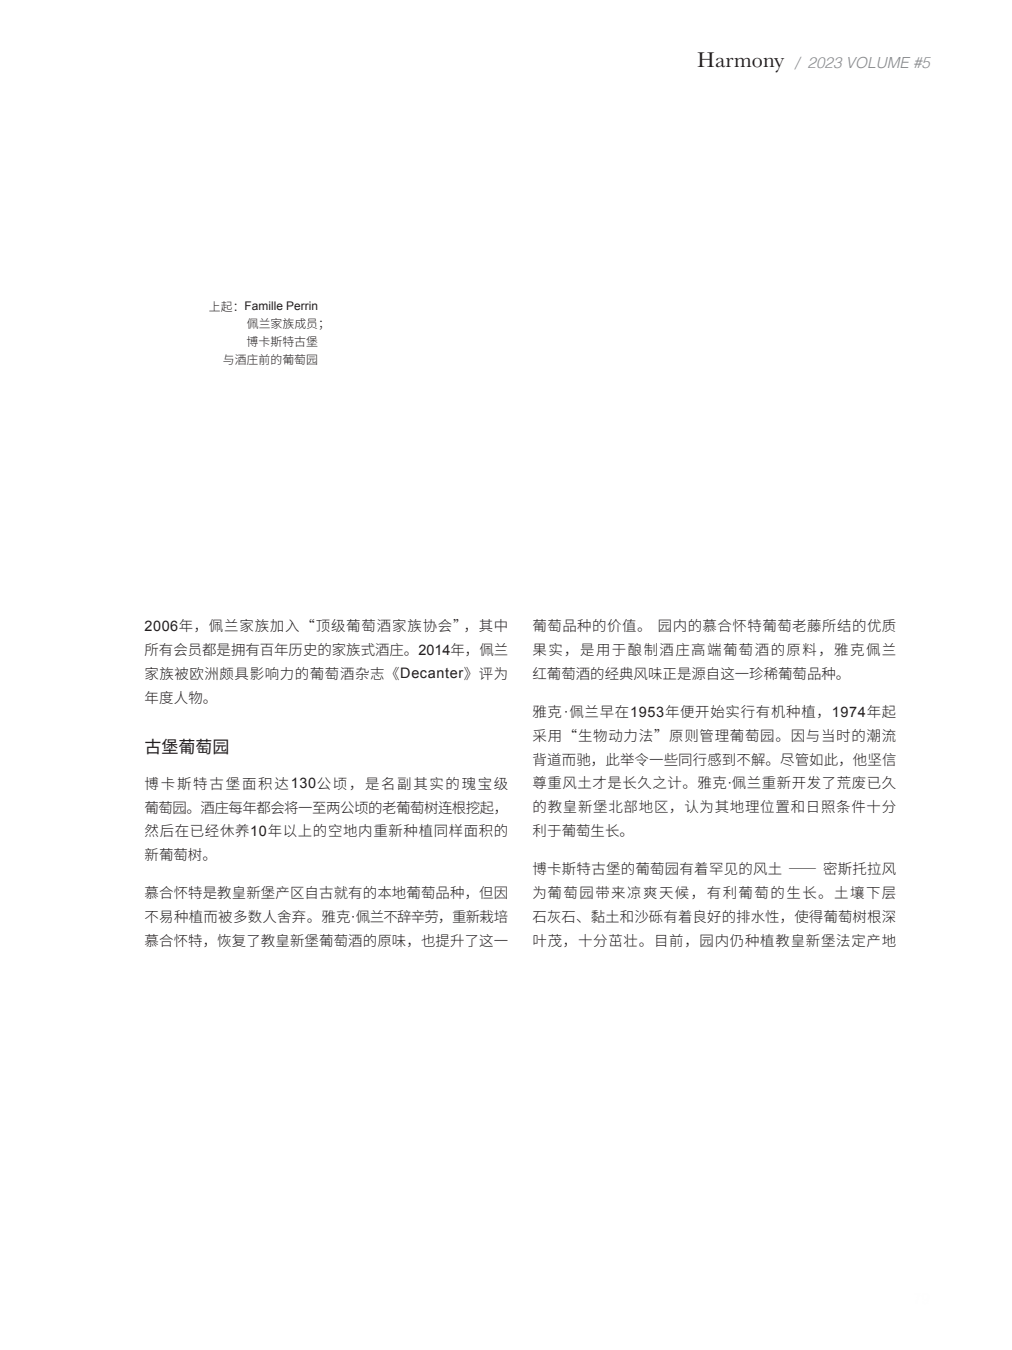 Harmony / 2023 VOLUME #5
上起：Famille Perrin
佩兰家族成员；
博卡斯特古堡
与酒庄前的葡萄园
2006年，佩兰家族加入“顶级葡萄酒家族协会”，其中
所有会员都是拥有百年历史的家族式酒庄。2014年，佩兰
家族被欧洲颇具影响力的葡萄酒杂志《Decanter》评为
年度人物。
古堡葡萄园
博卡斯特古堡面积达130公顷，是名副其实的瑰宝级
葡萄园。酒庄每年都会将一至两公顷的老葡萄树连根挖起，
然后在已经休养10年以上的空地内重新种植同样面积的
新葡萄树。
慕合怀特是教皇新堡产区自古就有的本地葡萄品种，但因
不易种植而被多数人舍弃。雅克·佩兰不辞辛劳，重新栽培
慕合怀特，恢复了教皇新堡葡萄酒的原味，也提升了这一
葡萄品种的价值。 园内的慕合怀特葡萄老藤所结的优质
果实，是用于酿制酒庄高端葡萄酒的原料，雅克佩兰
红葡萄酒的经典风味正是源自这一珍稀葡萄品种。
雅克·佩兰早在1953年便开始实行有机种植，1974年起
采用“生物动力法”原则管理葡萄园。因与当时的潮流
背道而驰，此举令一些同行感到不解。尽管如此，他坚信
尊重风土才是长久之计。雅克·佩兰重新开发了荒废已久
的教皇新堡北部地区，认为其地理位置和日照条件十分
利于葡萄生长。
博卡斯特古堡的葡萄园有着罕见的风土 —— 密斯托拉风
为葡萄园带来凉爽天候，有利葡萄的生长。土壤下层
石灰石、黏土和沙砾有着良好的排水性，使得葡萄树根深
叶茂，十分茁壮。目前，园内仍种植教皇新堡法定产地